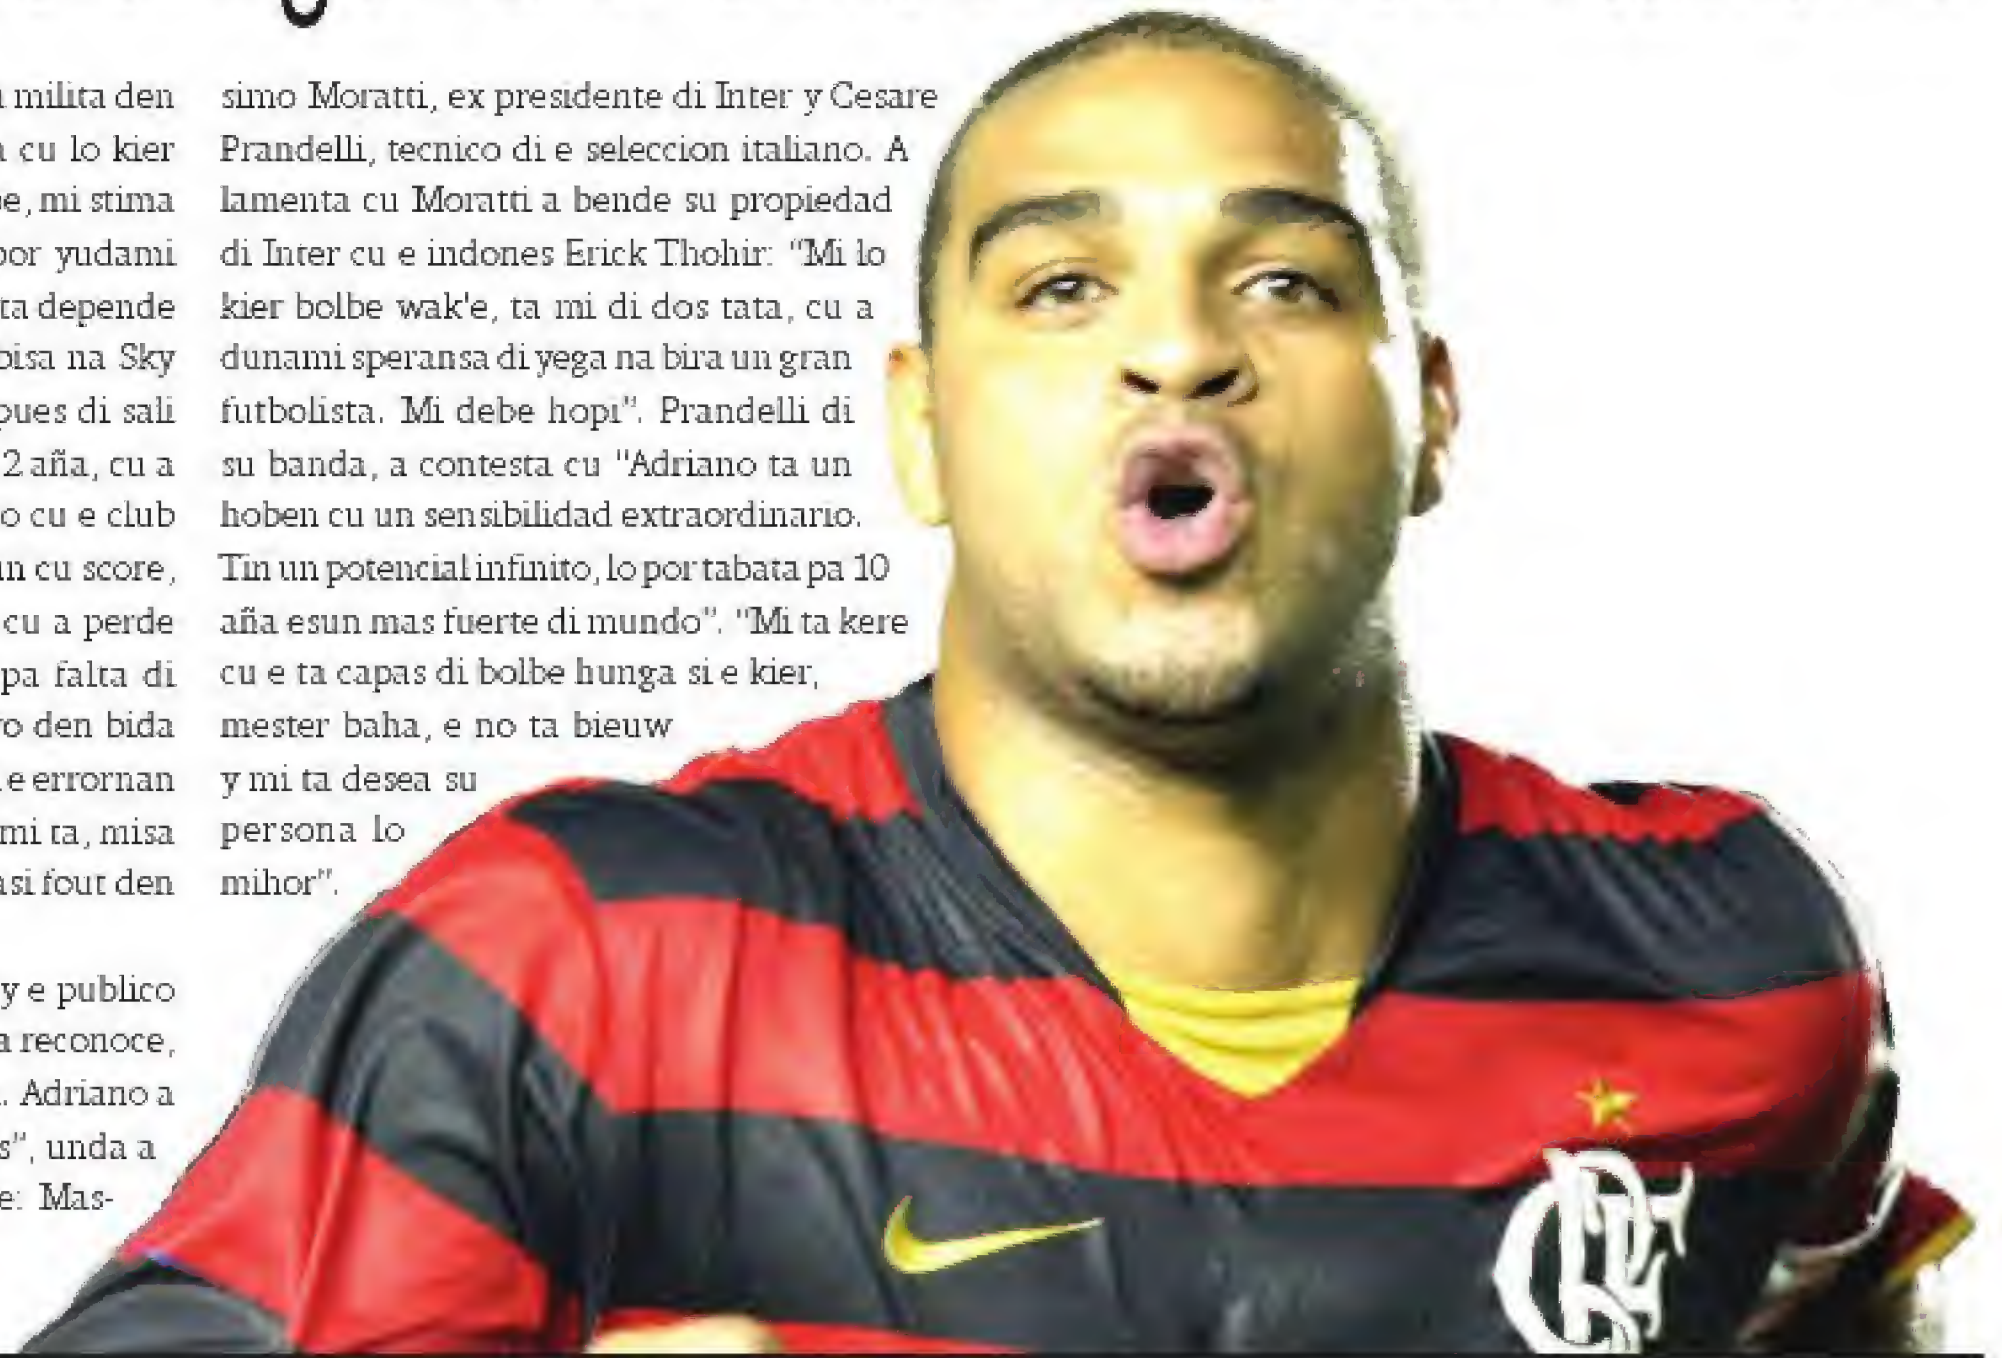 milita den
cu lo kier
mi stima
por yudami
ta depende
bisa na Sky
pues di sali
2 aña, cu a
cu e club
cu score,
cu a perde
pa falta di
den bida
e errornan
mi ta, misa
asi fout den
y e publico
reconoce,
Adriano a
unda a
Mas-
simo Moratti, ex presidente di Inter y Cesare
Prandelli, tecnico di e seleccion italiano. A
lamenta cu Moratti a bende su propiedad
di Inter cu e indones Erick Thohir: “Mi lo
kier bolbe wak'e, ta mi di dos tata, cu a
dunami speransa di yega na bira un gran
futbolista. Mi debe hopi”. Prandelli di
su banda, a contesta cu “Adriano ta un
hoben cu un sensibilidad extraordinario.
Tin un potencial infinito, lo por tabata pa 10
aña esun mas fuerte di mundo”. “Mi ta kere
cu e ta capas di bolbe hunga si e kier,
mester baha, e no ta bieuw
y mi ta desea su
persona lo
mihor”.